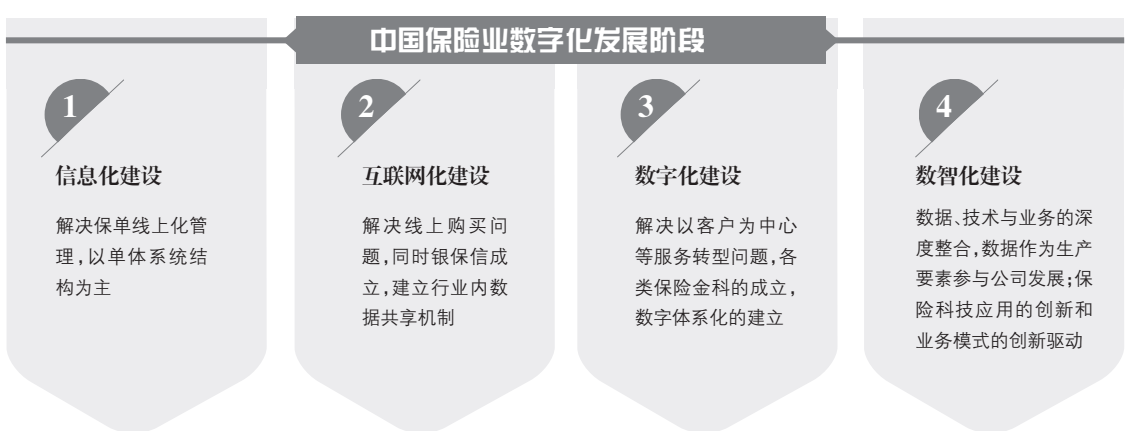 中国保险业数字化发展阶段
1
信息化建设
解决保单线上化管
理,以单体系统结
构为主
2
互联网化建设
解决线上购买问
题,同时银保信成
立,建立行业内数
据共享机制
3
数字化建设
解决以客户为中心
等服务转型问题,各
类保险金科的成立,
数字体系化的建立
4
数智化建设
数据、技术与业务的深
度整合,数据作为生产
要素参与公司发展;保
险科技应用的创新和
业务模式的创新驱动